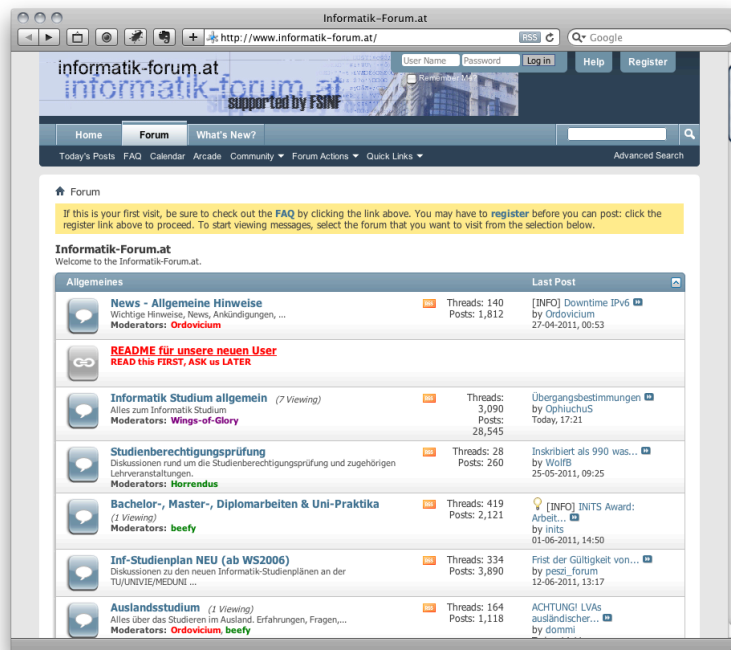 Informatik-Forum.at
http://www.informatik-forum.at/
RSS
Google
informatik-forum.at
informatik-forum.at
supported by FSINF
User Name
Password
Log in
Help
Register
Remember Me?
Home
Forum
What's New?
Today's Posts FAQ Calendar Arcade Community Forum Actions Quick Links
Advanced Search
Forum
If this is your first visit, be sure to check out the FAQ by clicking the link above. You may have to register before you can post: click the
register link above to proceed. To start viewing messages, select the forum that you want to visit from the selection below.
Informatik-Forum.at
Welcome to the Informatik-Forum.at.
Allgemeines
Last Post
News - Allgemeine Hinweise
Wichtige Hinweise, News, Ankündigungen, ...
Moderators: Ordovicium
Threads: 140
Posts: 1,812
[INFO] Downtime IPv6
by Ordovicium
27-04-2011, 00:53
README für unsere neuen User
READ this FIRST, ASK us LATER
Informatik Studium allgemein (7 Viewing)
Alles zum Informatik Studium
Moderators: Wings-of-Glory
Threads:
3,090
Posts:
28,545
Übergangsbestimmungen
by OphiuchuS
Today, 17:21
Studienberechtigungsprüfung
Diskussionen rund um die Studienberechtigungsprüfung und zugehörigen
Lehrveranstaltungen.
Moderators: Horrendus
Threads: 28
Posts: 260
Inskribiert als 990 was...
by WolfB
25-05-2011, 09:25
Bachelor-, Master-, Diplomarbeiten & Uni-Praktika
(1 Viewing)
Moderators: beefy
Threads: 419
Posts: 2,121
[INFO] INiTS Award:
Arbeit...
by inits
01-06-2011, 14:50
Inf-Studienplan NEU (ab WS2006)
Diskussionen zu den neuen Informatik-Studienplänen an der
TU/UNIVIE/MEDUNI ...
Threads: 334
Posts: 3,890
Frist der Gültigkeit von...
by peszi_forum
12-06-2011, 13:17
Auslandsstudium (1 Viewing)
Alles über das Studieren im Ausland. Erfahrungen, Fragen,...
Moderators: Ordovicium, beefy
Threads: 164
Posts: 1,118
ACHTUNG! LVAs
ausländischer...
by dommi